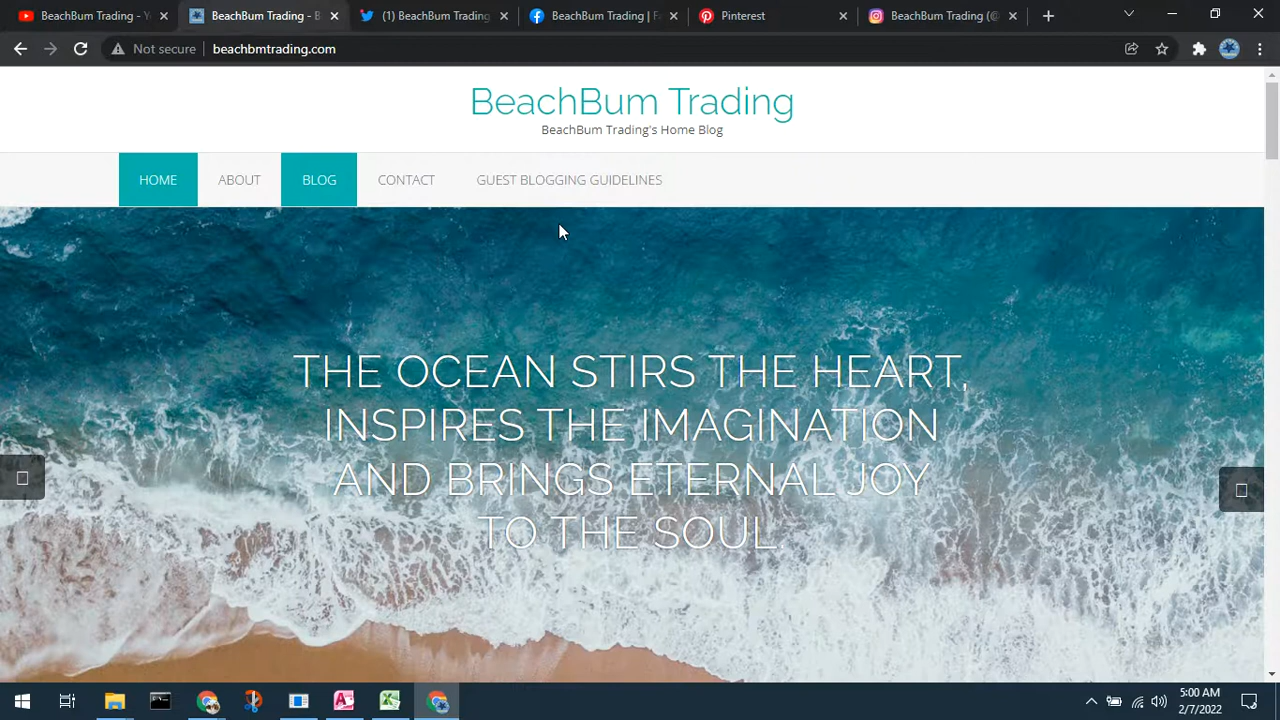 BeachBum Trading - Y
BeachBum Trading - B
(1) BeachBum Trading
BeachBum Trading | Fa
Pinterest
BeachBum Trading (@
Not secure
beachbmtrading.com
BeachBum Trading
BeachBum Trading's Home Blog
HOME
ABOUT
BLOG
CONTACT
GUEST BLOGGING GUIDELINES
THE OCEAN STIRS THE HEART,
INSPIRES THE IMAGINATION
AND BRINGS ETERNAL JOY
TO THE SOUL.
5:00 AM
2/7/2022